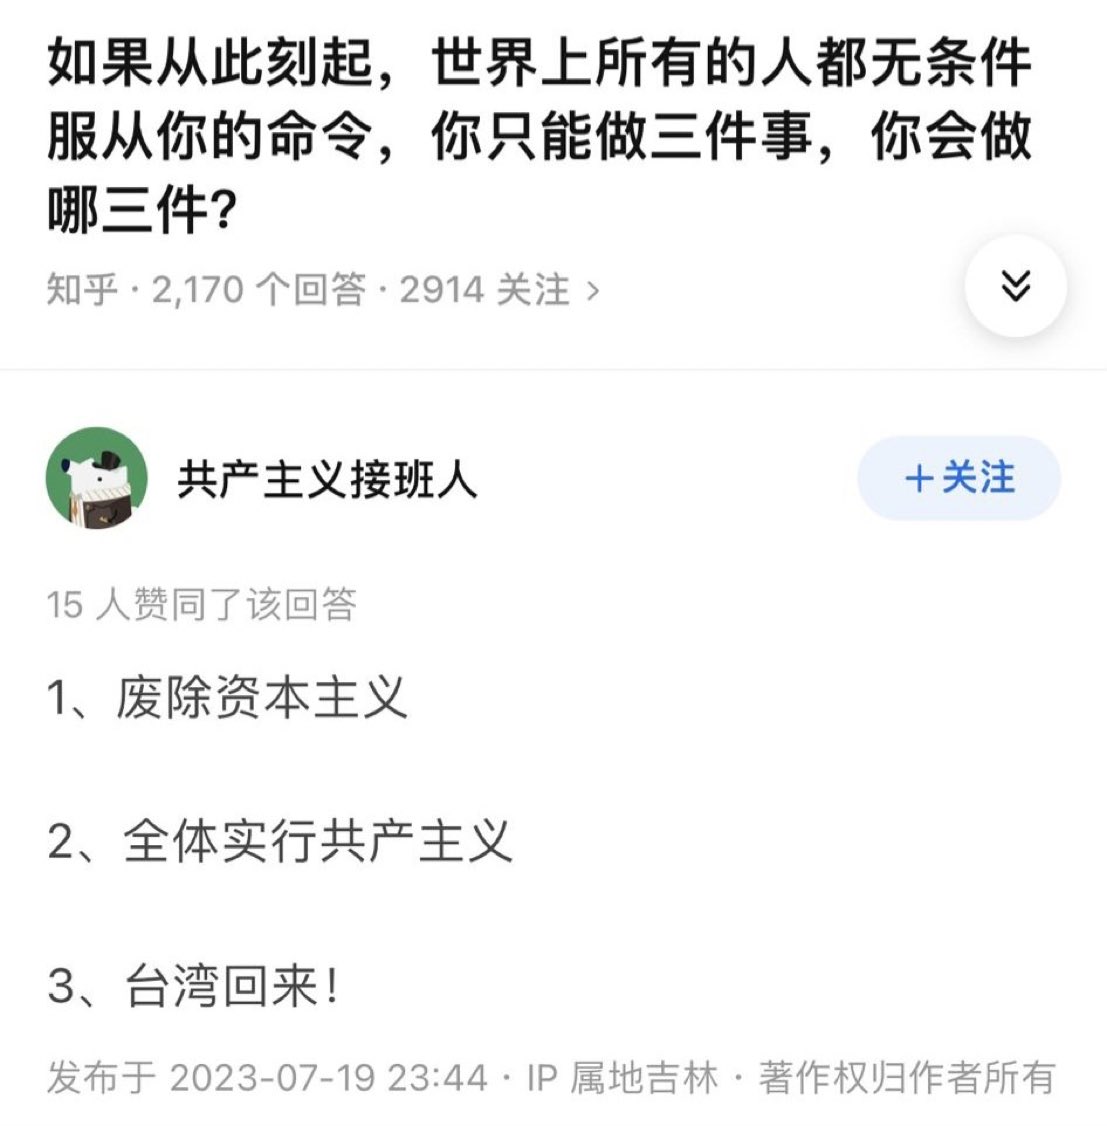 如果从此刻起，世界上所有的人都无条件
服从你的命令，你只能做三件事，你会做
哪三件？
知乎 · 2,170 个回答 · 2914 关注 >
共产主义接班人
＋关注
15 人赞同了该回答
1、废除资本主义
2、全体实行共产主义
3、台湾回来！
发布于 2023-07-19 23:44 · IP 属地吉林 · 著作权归作者所有